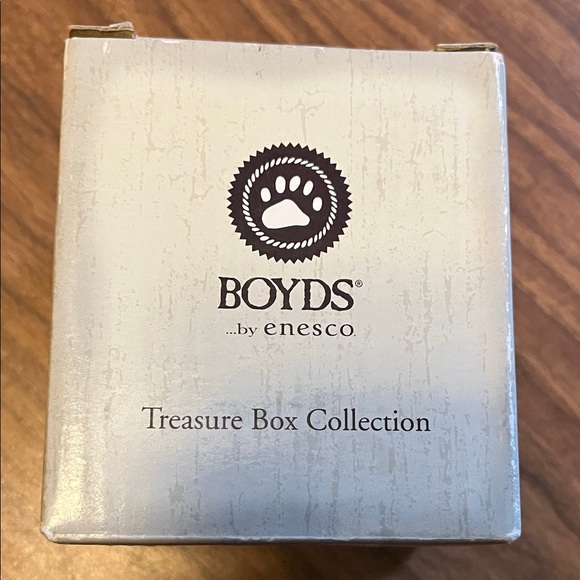 BOYDS®
...by enesco.
Treasure Box Collection